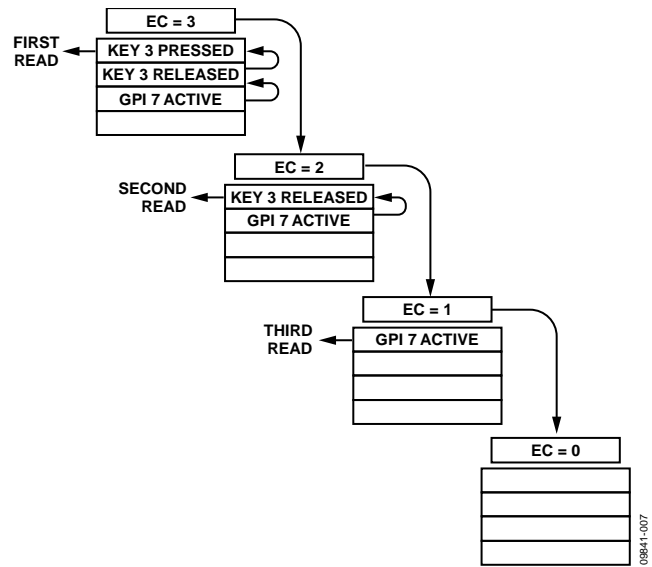 EC = 3
FIRST
READ
KEY 3 PRESSED
KEY 3 RELEASED
GPI 7 ACTIVE
EC = 2
SECOND
READ
KEY 3 RELEASED
GPI 7 ACTIVE
EC = 1
THIRD
READ
GPI 7 ACTIVE
EC = 0
09841-007